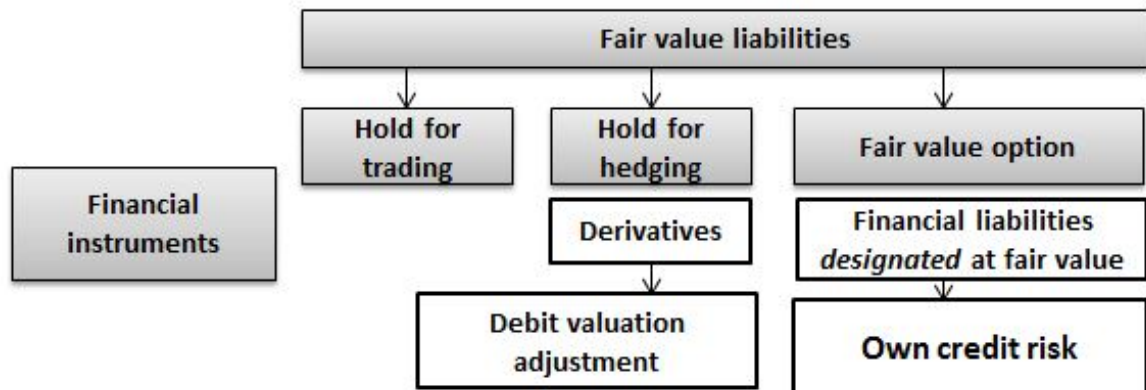 Fair value liabilities
Hold for
trading
Hold for
hedging
Fair value option
Financial
instruments
Derivatives
Financial liabilities
designated at fair value
Debit valuation
adjustment
Own credit risk